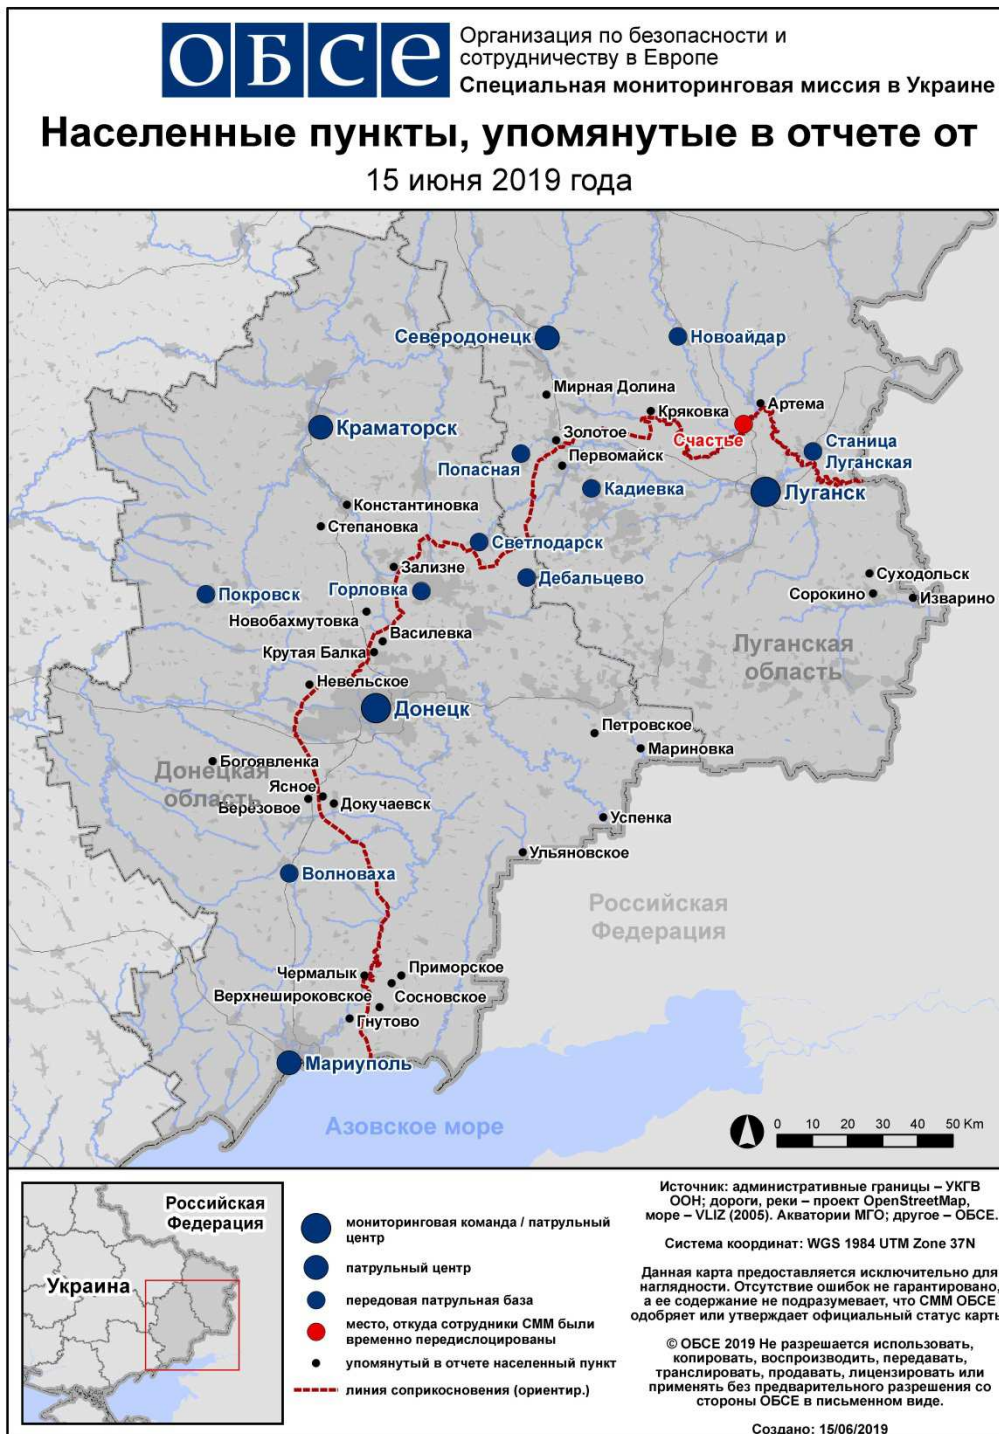 ОБСЕ
Организация по безопасности и
сотрудничеству в Европе
Специальная мониторинговая миссия в Украине
Населенные пункты, упомянутые в отчете от
15 июня 2019 года
Северодонецк
Новоайдар
Мирная Долина
Артема
Кряковка
Краматорск
Золотое
Счастье
Станица
Луганская
Попасная
Первомайск
Кадиевка
Луганск
Константиновка
Степановка
Светлодарск
Зализне
Суходольск
Дебальцево
Покровск
Горловка
Сорокино
Изварино
Новобахмутовка
Василевка
Крутая Балка
Луганская
область
Невельское
Донецк
Петровское
Мариновка
Богоявленка
Донецкая
область
Ясное
Березовое
Докучаевск
Успенка
Ульяновское
Волноваха
Российская
Федерация
Чермалык
Приморское
Верхнешироковское
Сосновское
Гнутово
Мариуполь
Азовское море
0 10 20 30 40 50 Km
Российская
Федерация
Украина
мониторинговая команда / патрульный
центр
патрульный центр
передовая патрульная база
место, откуда сотрудники СММ были
временно передислоцированы
упомянутый в отчете населенный пункт
линия соприкосновения (ориентир.)
Источник: административные границы – УКГВ
ООН; дороги, реки – проект OpenStreetMap,
море – VLIZ (2005). Акватории МГО; другое – ОБСЕ.
Система координат: WGS 1984 UTM Zone 37N
Данная карта предоставляется исключительно для
наглядности. Отсутствие ошибок не гарантировано,
а ее содержание не подразумевает, что СММ ОБСЕ
одобряет или утверждает официальный статус карты
© ОБСЕ 2019 Не разрешается использовать,
копировать, воспроизводить, передавать,
транслировать, продавать, лицензировать или
применять без предварительного разрешения со
стороны ОБСЕ в письменном виде.
Создано: 15/06/2019